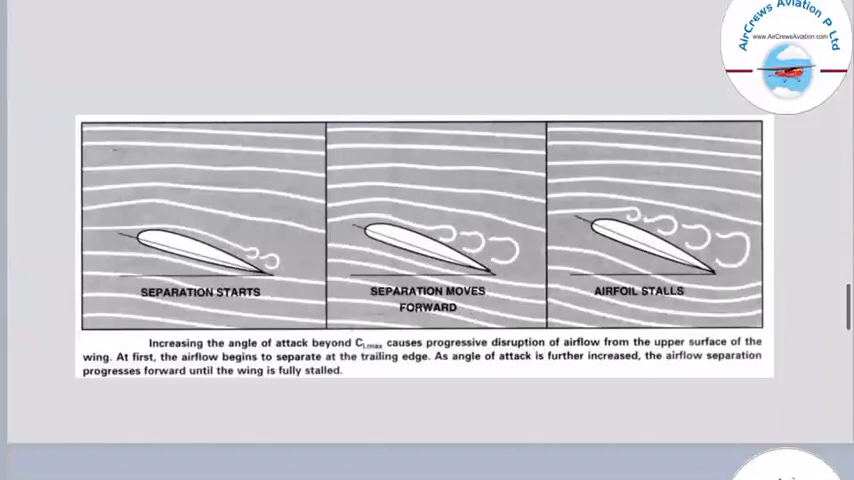 AirCrews Aviation P Ltd
www.AirCrewsAviation.com
SEPARATION STARTS
SEPARATION MOVES
FORWARD
AIRFOIL STALLS
Increasing the angle of attack beyond CLmax causes progressive disruption of airflow from the upper surface of the
wing. At first, the airflow begins to separate at the trailing edge. As angle of attack is further increased, the airflow separation
progresses forward until the wing is fully stalled.